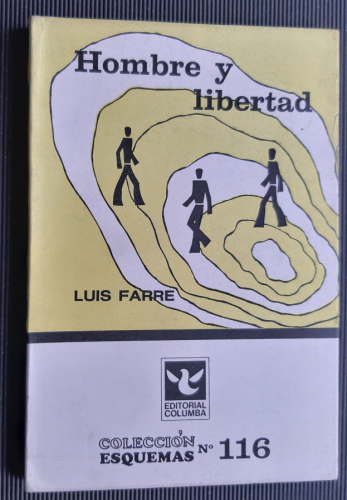 Hombre y
libertad
LUIS FARRE
EDITORIAL
COLUMBA
COLECCIÓN
ESQUEMAS Nº 116